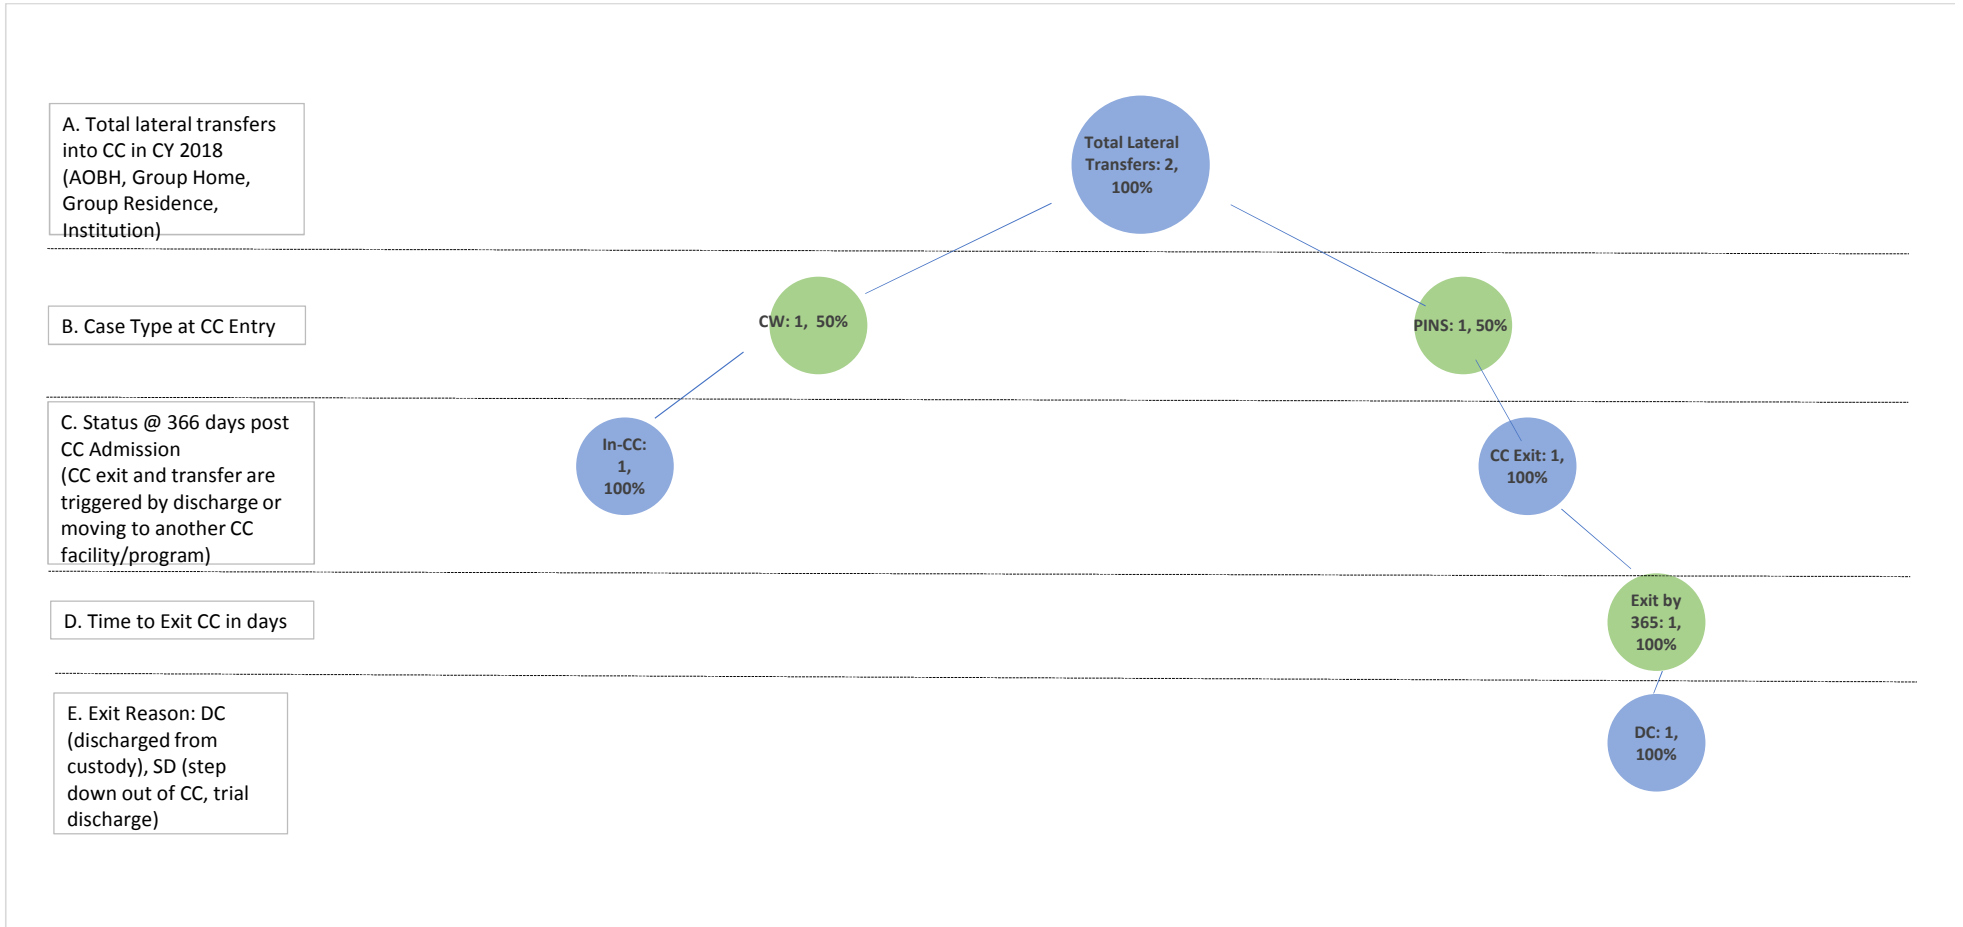 A. Total lateral transfers
into CC in CY 2018
(AOBH, Group Home,
Group Residence,
Institution)
Total Lateral
Transfers: 2,
100%
B. Case Type at CC Entry
CW: 1,  50%
PINS: 1, 50%
C. Status @ 366 days post
CC Admission
(CC exit and transfer are
triggered by discharge or
moving to another CC
facility/program)
In-CC:
1,
100%
CC Exit: 1,
100%
D. Time to Exit CC in days
Exit by
365: 1,
100%
E. Exit Reason: DC
(discharged from
custody), SD (step
down out of CC, trial
discharge)
DC: 1,
100%